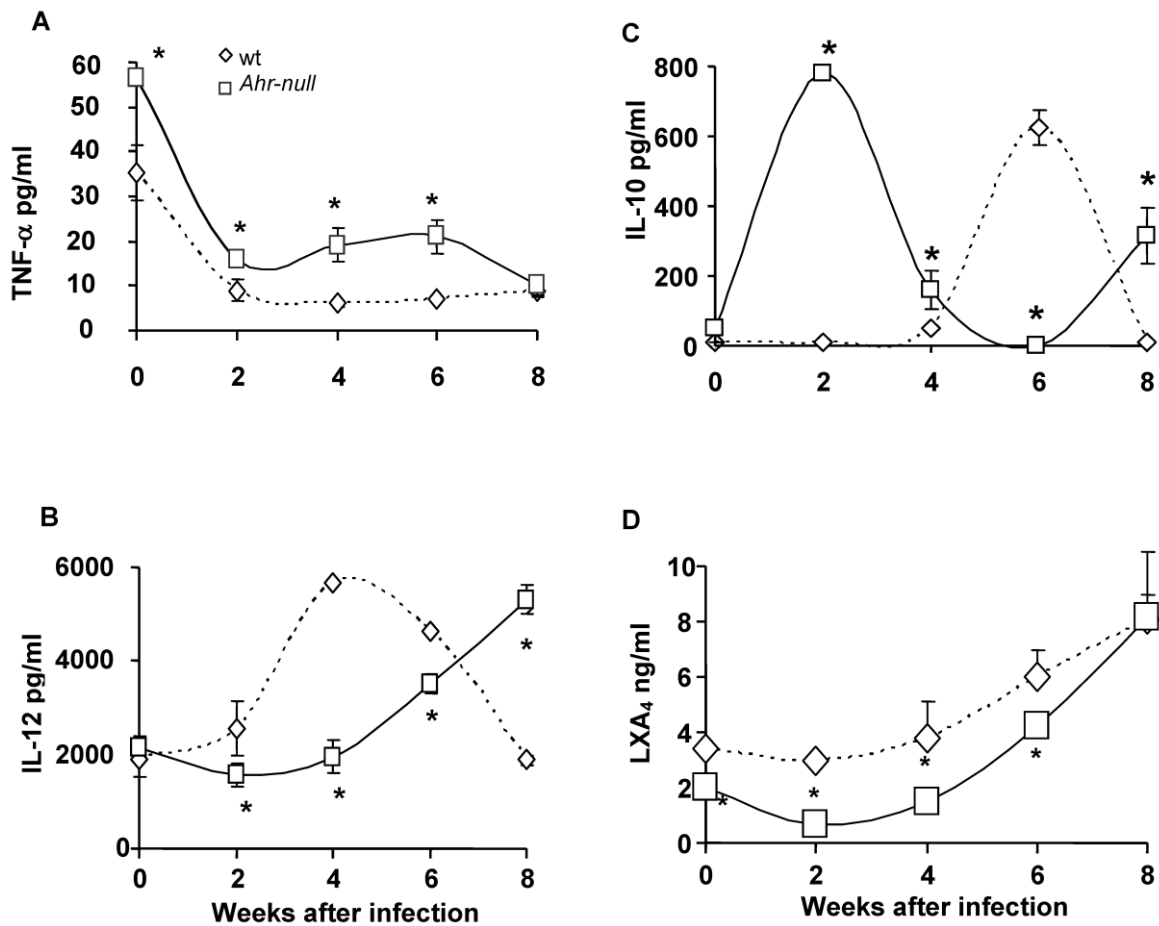 A
wt
Ahr-null
*
60
50
40
30
20
10
0
TNF-α pg/ml
*
*
*
0 2 4 6 8
C
*
800
600
400
200
0
IL-10 pg/ml
*
*
*
0 2 4 6 8
B
6000
4000
2000
0
IL-12 pg/ml
*
*
*
*
0 2 4 6 8
Weeks after infection
D
10
8
6
4
2
0
LXA₄ ng/ml
*
*
*
*
0 2 4 6 8
Weeks after infection